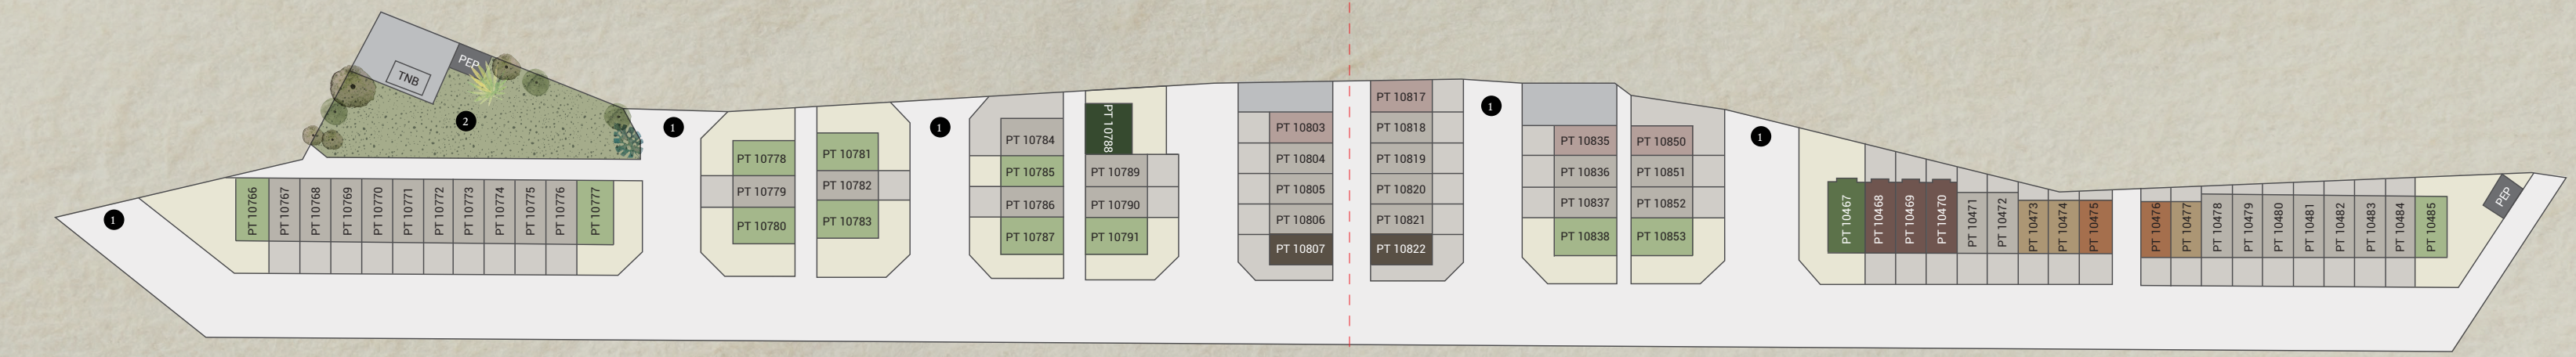 TNB
PEP
2
1
1
PT 10766
PT 10767
PT 10768
PT 10769
PT 10770
PT 10771
PT 10772
PT 10773
PT 10774
PT 10775
PT 10776
PT 10777
1
PT 10778
PT 10779
PT 10780
PT 10781
PT 10782
PT 10783
1
PT 10784
PT 10785
PT 10786
PT 10787
PT 10788
PT 10789
PT 10790
PT 10791
PT 10803
PT 10804
PT 10805
PT 10806
PT 10807
PT 10817
PT 10818
PT 10819
PT 10820
PT 10821
PT 10822
1
PT 10835
PT 10836
PT 10837
PT 10838
PT 10850
PT 10851
PT 10852
PT 10853
1
PT 10467
PT 10468
PT 10469
PT 10470
PT 10471
PT 10472
PT 10473
PT 10474
PT 10475
PT 10476
PT 10477
PT 10478
PT 10479
PT 10480
PT 10481
PT 10482
PT 10483
PT 10484
PT 10485
PEP